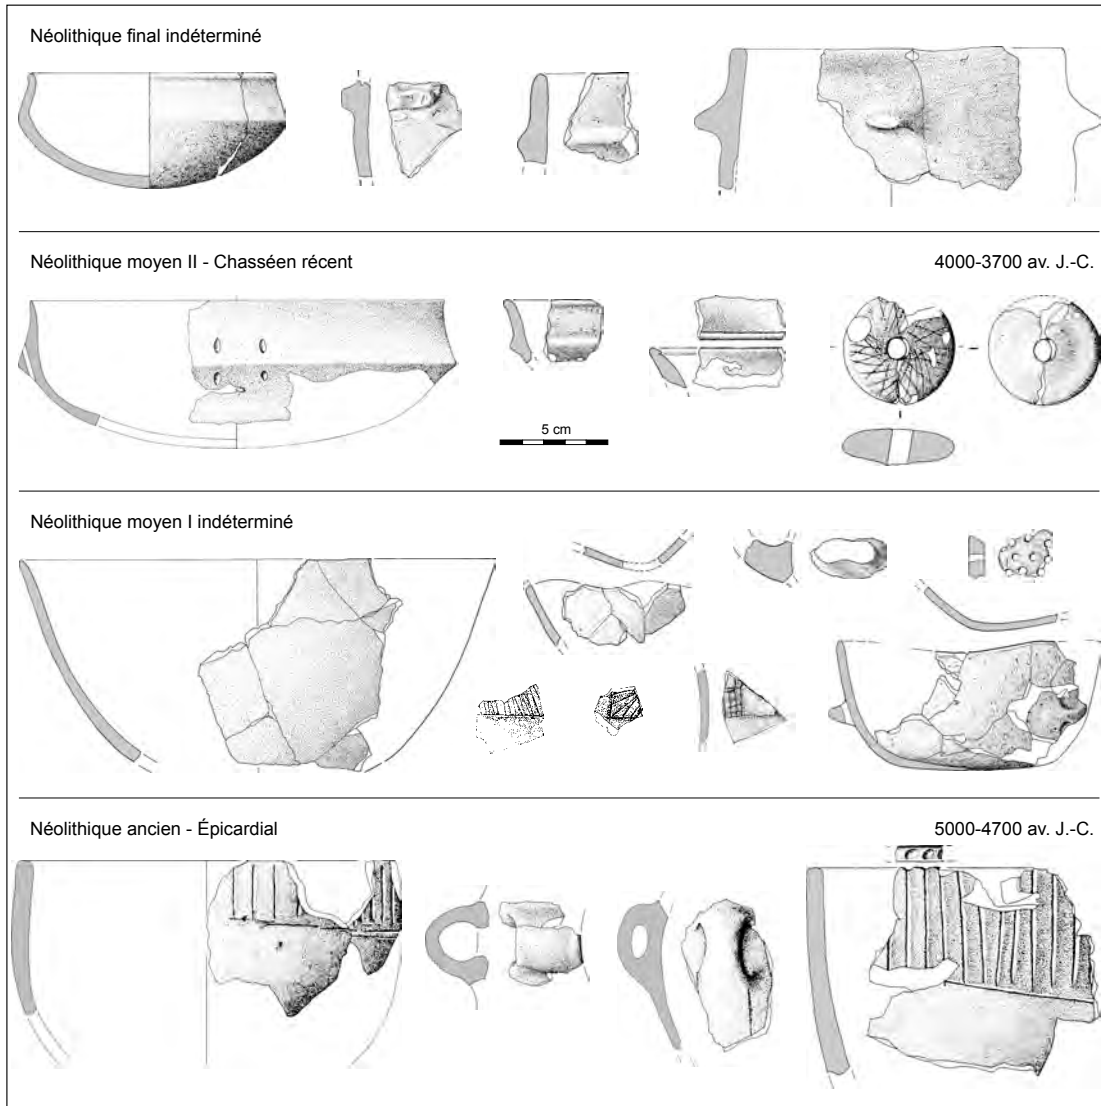 Néolithique final indéterminé
Néolithique moyen II - Chasséen récent 4000-3700 av. J.-C.
5 cm
Néolithique moyen I indéterminé
Néolithique ancien - Épicardial 5000-4700 av. J.-C.